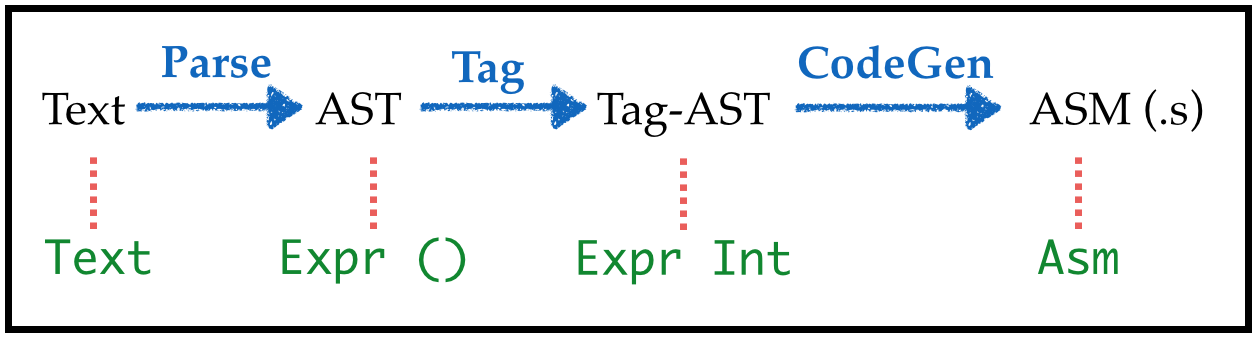 Parse Tag CodeGen
Text AST Tag-AST ASM (.s)
Text Expr () Expr Int Asm